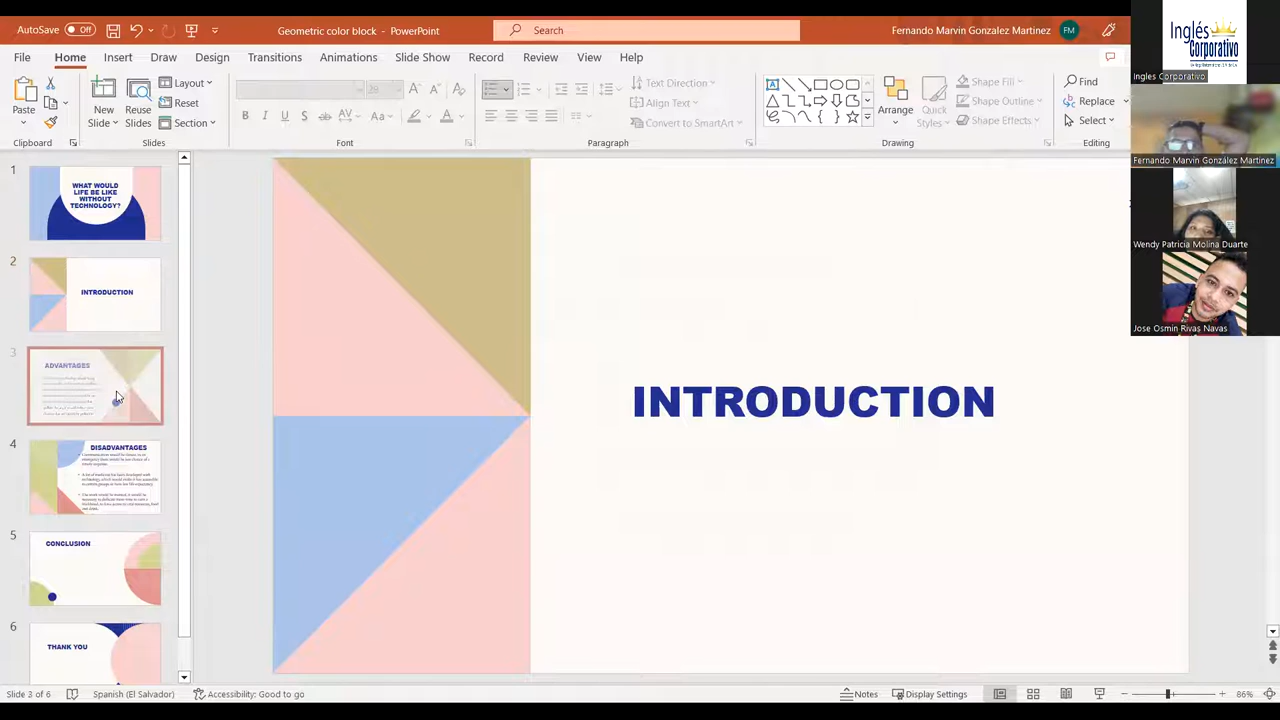 AutoSave Off
Geometric color block - PowerPoint
Search
Fernando Marvin Gonzalez Martinez FM
File Home Insert Draw Design Transitions Animations Slide Show Record Review View Help
Paste
New Slide
Reuse Slides
Layout
Reset
Section
Text Direction
Align Text
Convert to SmartArt
Arrange
Quick Styles
Shape Fill
Shape Outline
Shape Effects
Find
Replace
Select
Clipboard Slides Font Paragraph Drawing Editing
Inglés
Corporativo
Ingles Corporativo
Fernando Marvin González Martinez
Wendy Patricia Molina Duarte
Jose Osmin Rivas Navas
1
WHAT WOULD
LIFE BE LIKE
WITHOUT
TECHNOLOGY?
2
INTRODUCTION
3
ADVANTAGES
4
DISADVANTAGES
5
CONCLUSION
6
THANK YOU
INTRODUCTION
Slide 3 of 6
Spanish (El Salvador)
Accessibility: Good to go
Notes
Display Settings
86%